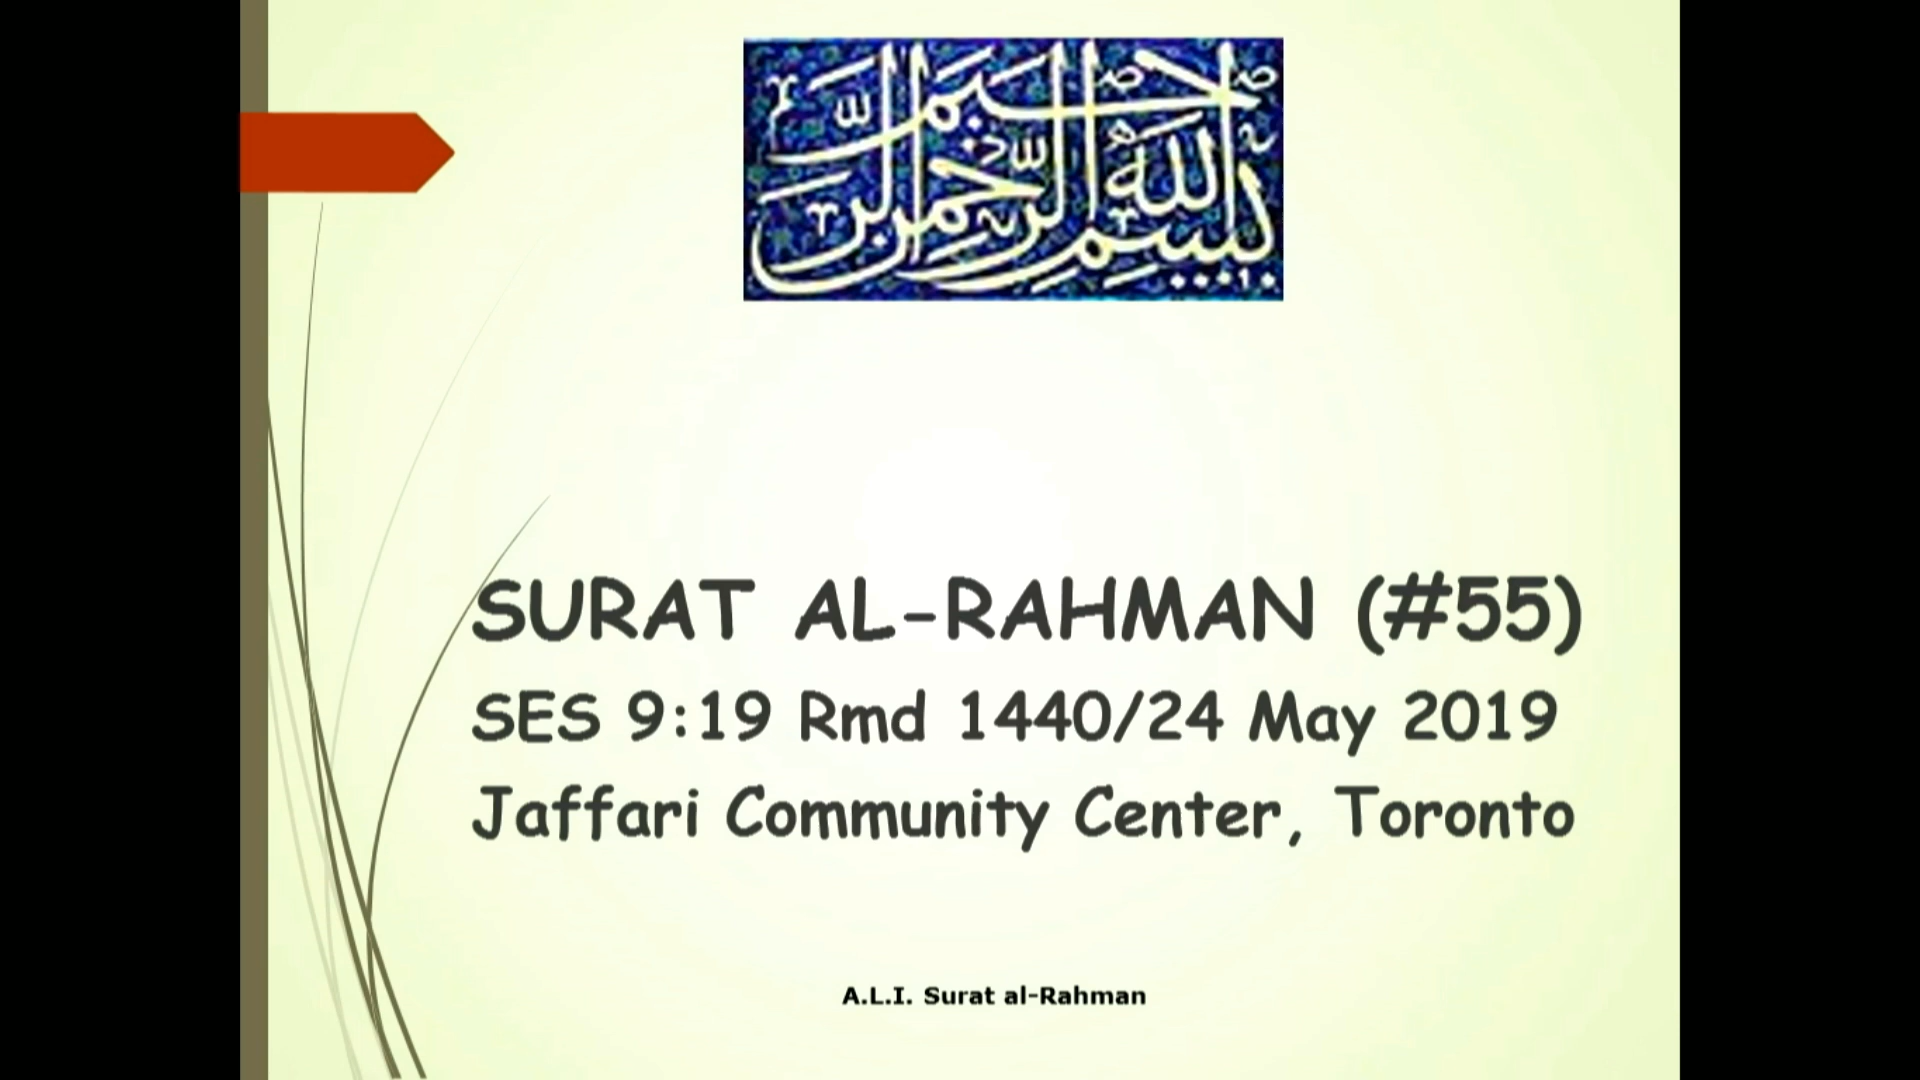 بسم الله الرحمن الرحيم
SURAT AL-RAHMAN (#55)
SES 9:19 Rmd 1440/24 May 2019
Jaffari Community Center, Toronto
A.L.I. Surat al-Rahman